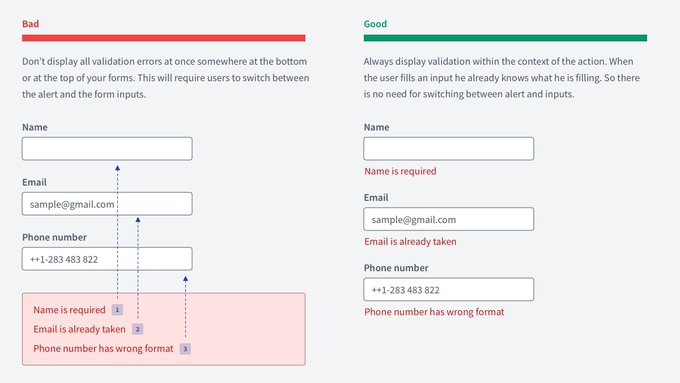 Bad
Don't display all validation errors at once somewhere at the bottom
or at the top of your forms. This will require users to switch between
the alert and the form inputs.
Name
Email
sample@gmail.com
Phone number
++1-283 483 822
Name is required 1
Email is already taken 2
Phone number has wrong format 3
Good
Always display validation within the context of the action. When
the user fills an input he already knows what he is filling. So there
is no need for switching between alert and inputs.
Name
Name is required
Email
sample@gmail.com
Email is already taken
Phone number
++1-283 483 822
Phone number has wrong format